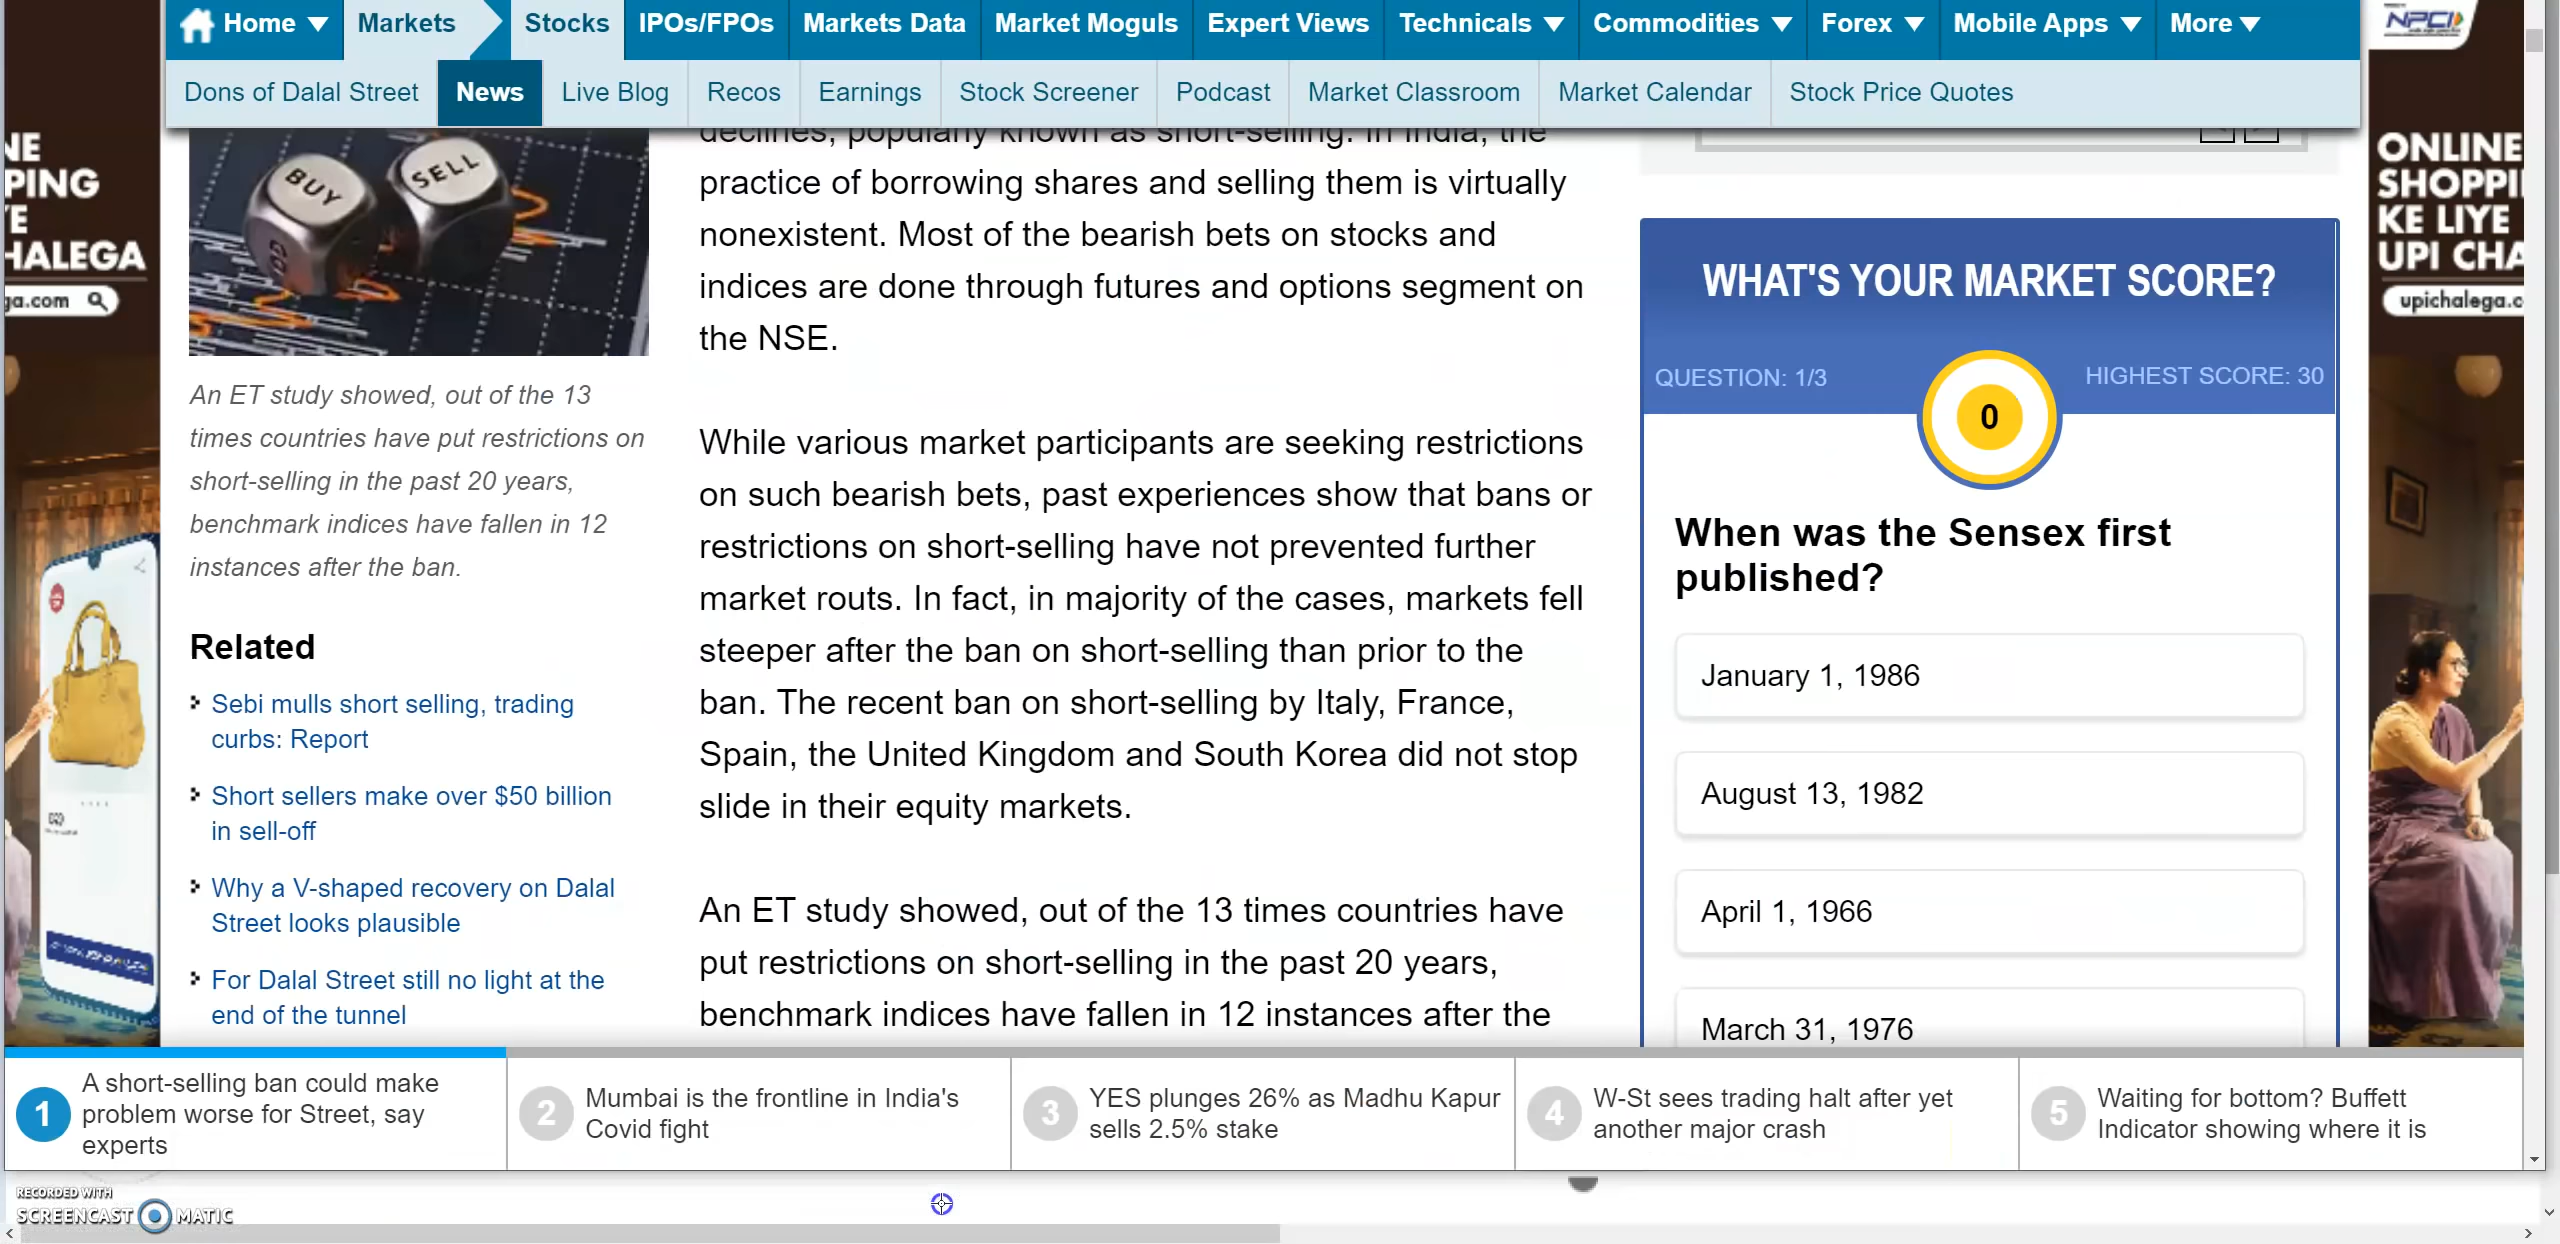 Home Markets Stocks IPOs/FPOs Markets Data Market Moguls Expert Views Technicals Commodities Forex Mobile Apps More
Dons of Dalal Street News Live Blog Recos Earnings Stock Screener Podcast Market Classroom Market Calendar Stock Price Quotes
NPCI
NE
PING
E
HALEGA
ga.com
BUY
SELL
An ET study showed, out of the 13
times countries have put restrictions on
short-selling in the past 20 years,
benchmark indices have fallen in 12
instances after the ban.
Related
Sebi mulls short selling, trading
curbs: Report
Short sellers make over $50 billion
in sell-off
Why a V-shaped recovery on Dalal
Street looks plausible
For Dalal Street still no light at the
end of the tunnel
declines, popularly known as short-selling. In India, the
practice of borrowing shares and selling them is virtually
nonexistent. Most of the bearish bets on stocks and
indices are done through futures and options segment on
the NSE.
While various market participants are seeking restrictions
on such bearish bets, past experiences show that bans or
restrictions on short-selling have not prevented further
market routs. In fact, in majority of the cases, markets fell
steeper after the ban on short-selling than prior to the
ban. The recent ban on short-selling by Italy, France,
Spain, the United Kingdom and South Korea did not stop
slide in their equity markets.
An ET study showed, out of the 13 times countries have
put restrictions on short-selling in the past 20 years,
benchmark indices have fallen in 12 instances after the
WHAT'S YOUR MARKET SCORE?
QUESTION: 1/3
0
HIGHEST SCORE: 30
When was the Sensex first
published?
January 1, 1986
August 13, 1982
April 1, 1966
March 31, 1976
ONLINE
SHOPPI
KE LIYE
UPI CHA
upichalega.c
1
A short-selling ban could make
problem worse for Street, say
experts
2
Mumbai is the frontline in India's
Covid fight
3
YES plunges 26% as Madhu Kapur
sells 2.5% stake
4
W-St sees trading halt after yet
another major crash
5
Waiting for bottom? Buffett
Indicator showing where it is
RECORDED WITH
SCREENCAST MATIC